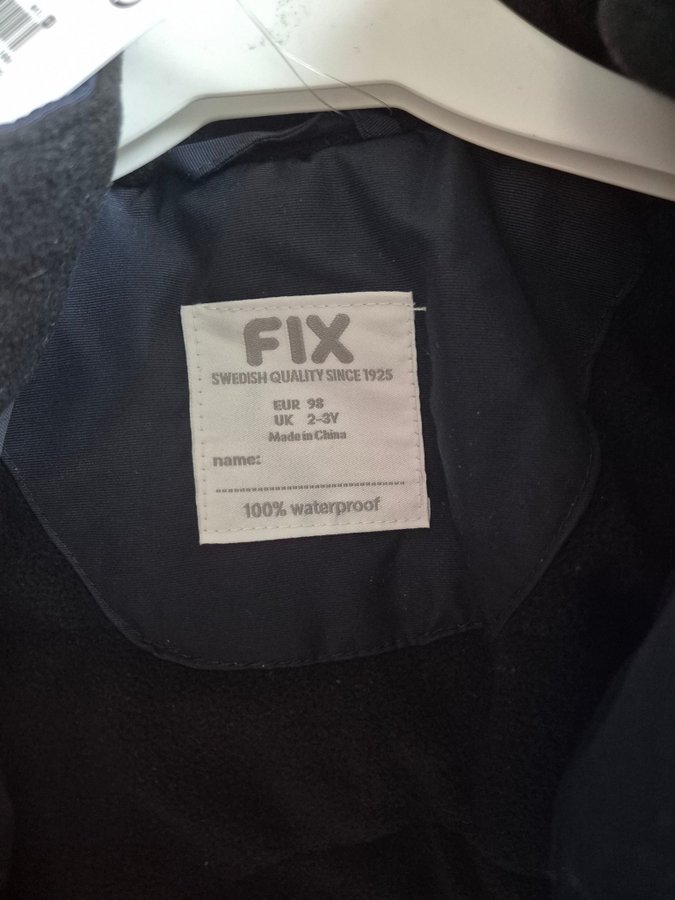 FIX
SWEDISH QUALITY SINCE 1925
EUR 98
UK 2-3Y
Made in China
name:
100% waterproof